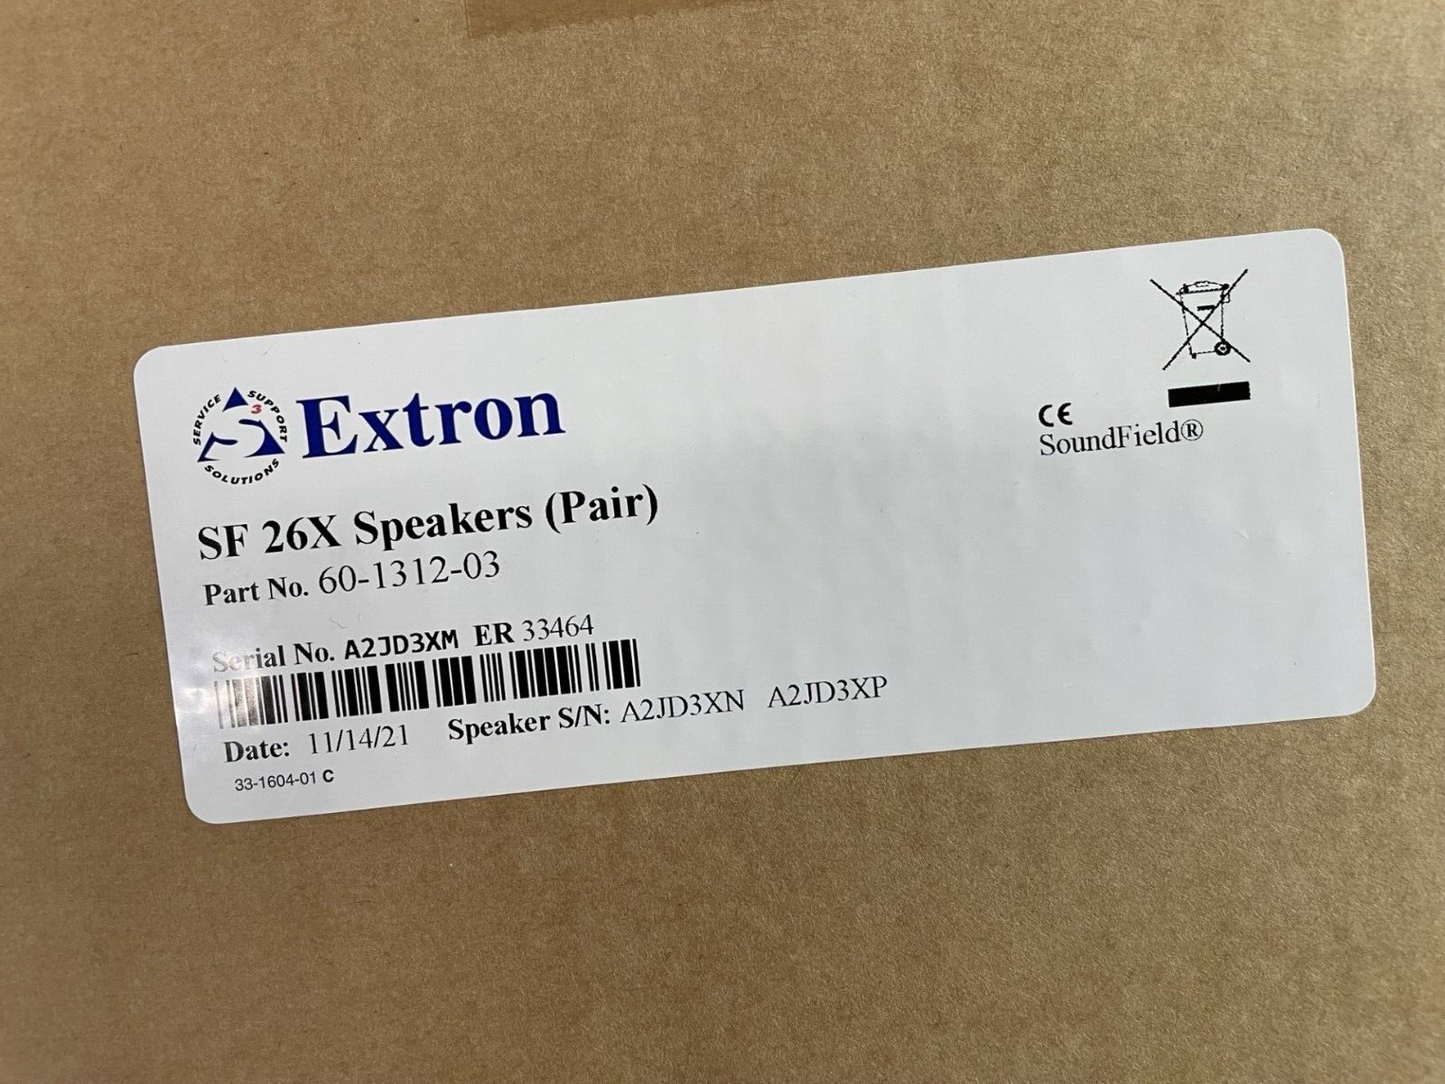 SERVICE SUPPORT SOLUTIONS
S3 Extron
CE
SoundField®
SF 26X Speakers (Pair)
Part No. 60-1312-03
Serial No. A2JD3XM ER 33464
Date: 11/14/21 Speaker S/N: A2JD3XN A2JD3XP
33-1604-01 C